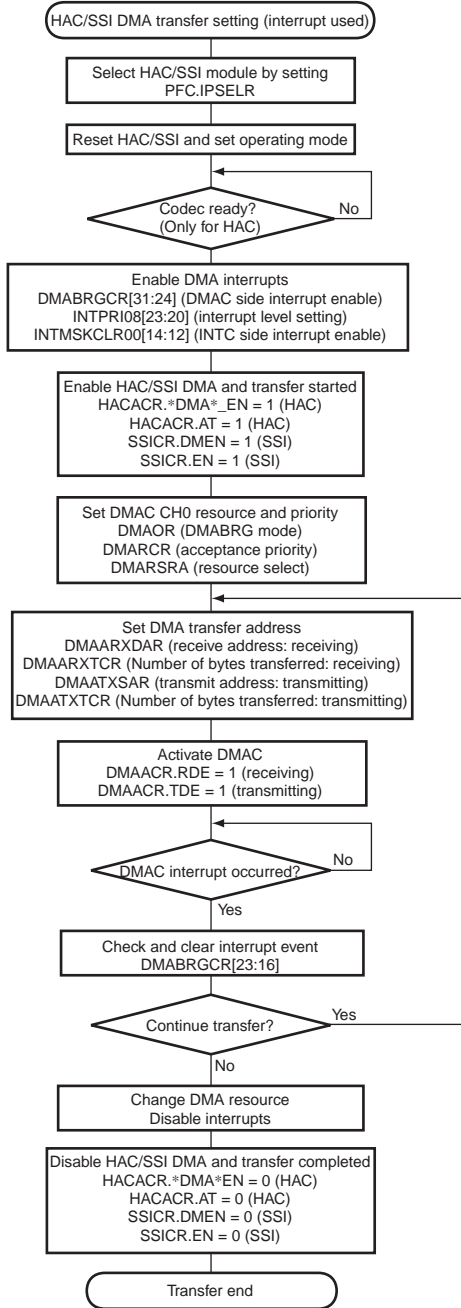 HAC/SSI DMA transfer setting (interrupt used)
Select HAC/SSI module by setting
PFC.IPSELR
Reset HAC/SSI and set operating mode
Codec ready?
(Only for HAC)
No
Enable DMA interrupts
DMABRGCR[31:24] (DMAC side interrupt enable)
INTPRI08[23:20] (interrupt level setting)
INTMSKCLR00[14:12] (INTC side interrupt enable)
Enable HAC/SSI DMA and transfer started
HACACR.*DMA*_EN = 1 (HAC)
HACACR.AT = 1 (HAC)
SSICR.DMEN = 1 (SSI)
SSICR.EN = 1 (SSI)
Set DMAC CH0 resource and priority
DMAOR (DMABRG mode)
DMARCR (acceptance priority)
DMARSRA (resource select)
Set DMA transfer address
DMAARXDAR (receive address: receiving)
DMAARXTCR (Number of bytes transferred: receiving)
DMAATXSAR (transmit address: transmitting)
DMAATXTCR (Number of bytes transferred: transmitting)
Activate DMAC
DMAACR.RDE = 1 (receiving)
DMAACR.TDE = 1 (transmitting)
DMAC interrupt occurred?
No
Yes
Check and clear interrupt event
DMABRGCR[23:16]
Continue transfer?
Yes
No
Change DMA resource
Disable interrupts
Disable HAC/SSI DMA and transfer completed
HACACR.*DMA*EN = 0 (HAC)
HACACR.AT = 0 (HAC)
SSICR.DMEN = 0 (SSI)
SSICR.EN = 0 (SSI)
Transfer end